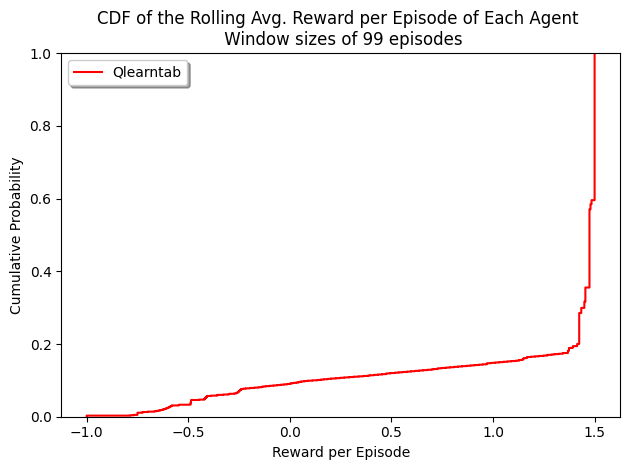 CDF of the Rolling Avg. Reward per Episode of Each Agent
Window sizes of 99 episodes
Qlearntab
1.0
0.8
0.6
0.4
0.2
0.0
Cumulative Probability
−1.0 −0.5 0.0 0.5 1.0 1.5
Reward per Episode